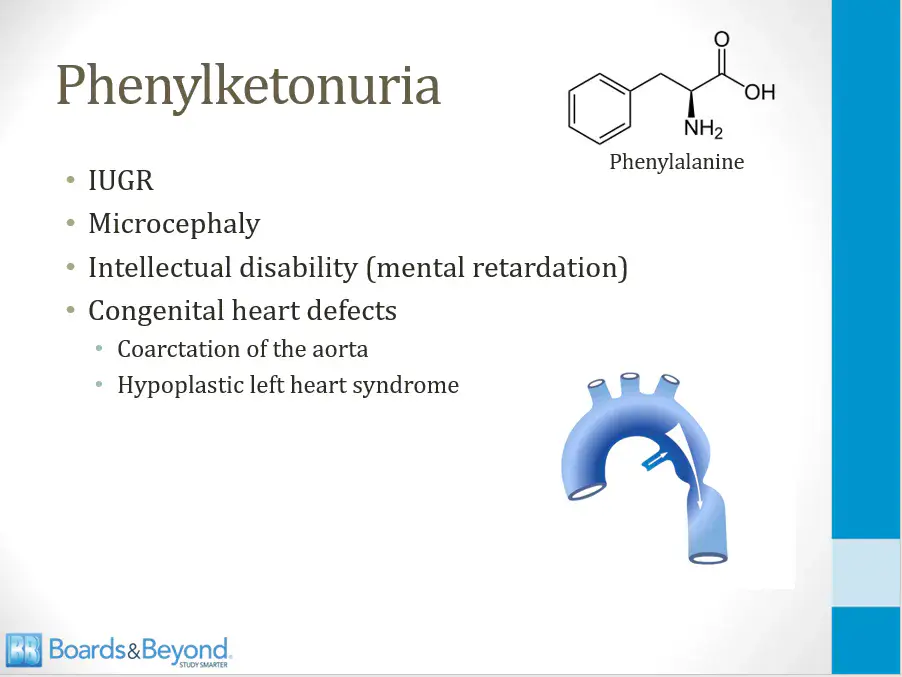 Phenylketonuria
O
OH
NH2
Phenylalanine
• IUGR
• Microcephaly
• Intellectual disability (mental retardation)
• Congenital heart defects
• Coarctation of the aorta
• Hypoplastic left heart syndrome
BB Boards&Beyond.
STUDY SMARTER